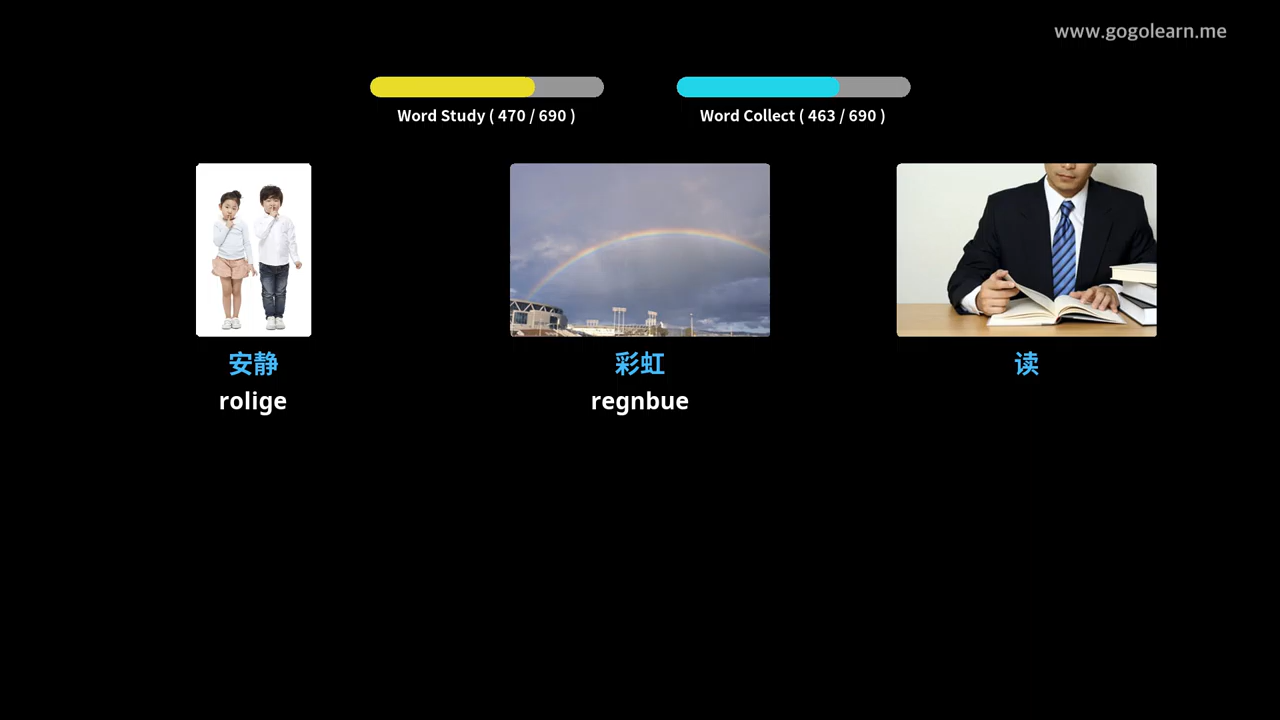 www.gogolearn.me
Word Study ( 470 / 690 )
Word Collect ( 463 / 690 )
安静
彩虹
读
rolige
regnbue